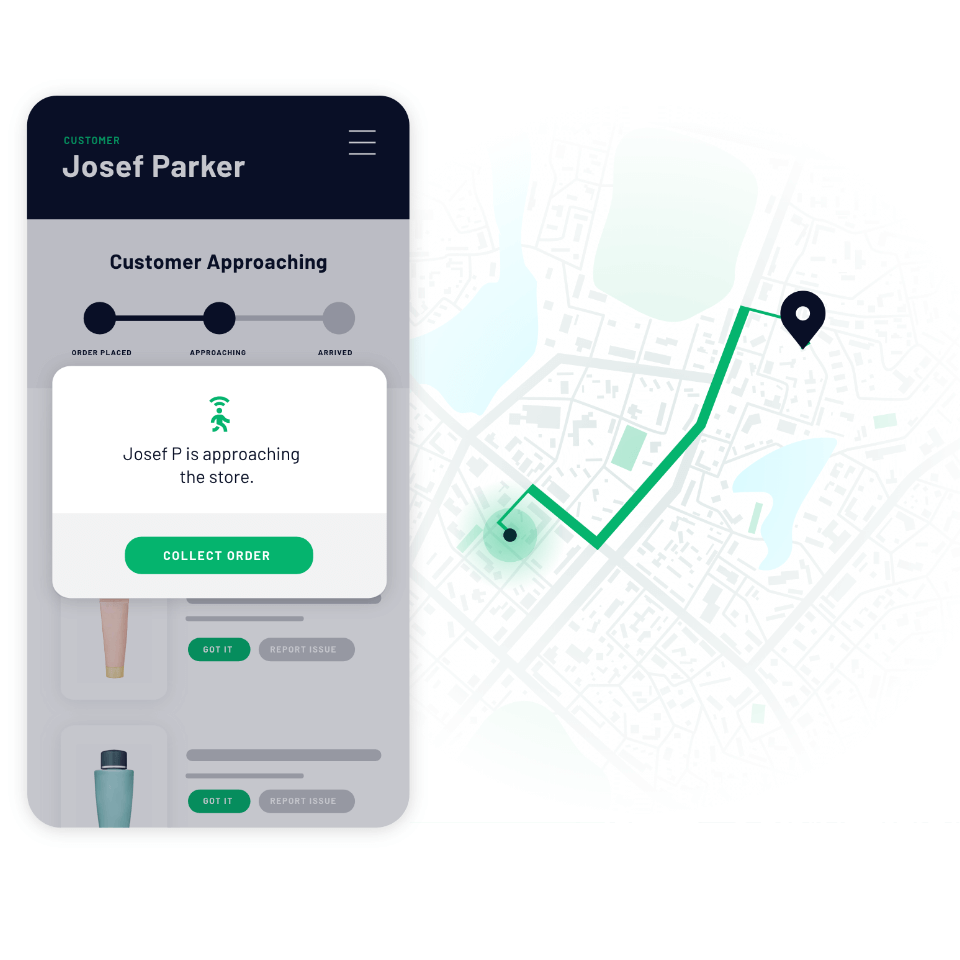 CUSTOMER
Josef Parker
Customer Approaching
ORDER PLACED
APPROACHING
ARRIVED
Josef P is approaching
the store.
COLLECT ORDER
GOT IT
REPORT ISSUE
GOT IT
REPORT ISSUE